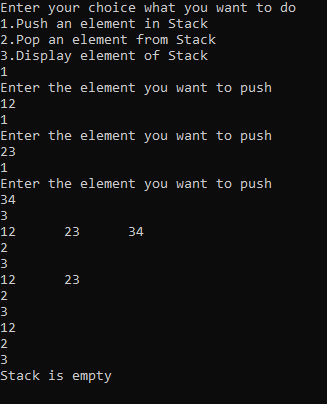 Enter your choice what you want to do
1.Push an element in Stack
2.Pop an element from Stack
3.Display element of Stack
1
Enter the element you want to push
12
1
Enter the element you want to push
23
1
Enter the element you want to push
34
3
12      23      34
2
3
12      23
2
3
12
2
3
Stack is empty